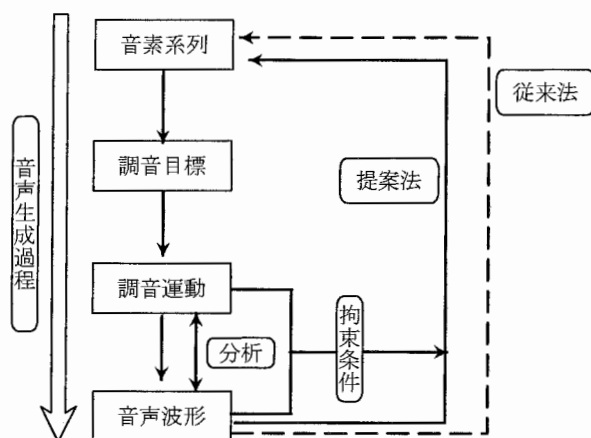 音素系列
従来法
調音目標
提案法
音声生成過程
調音運動
分析
拘束条件
音声波形